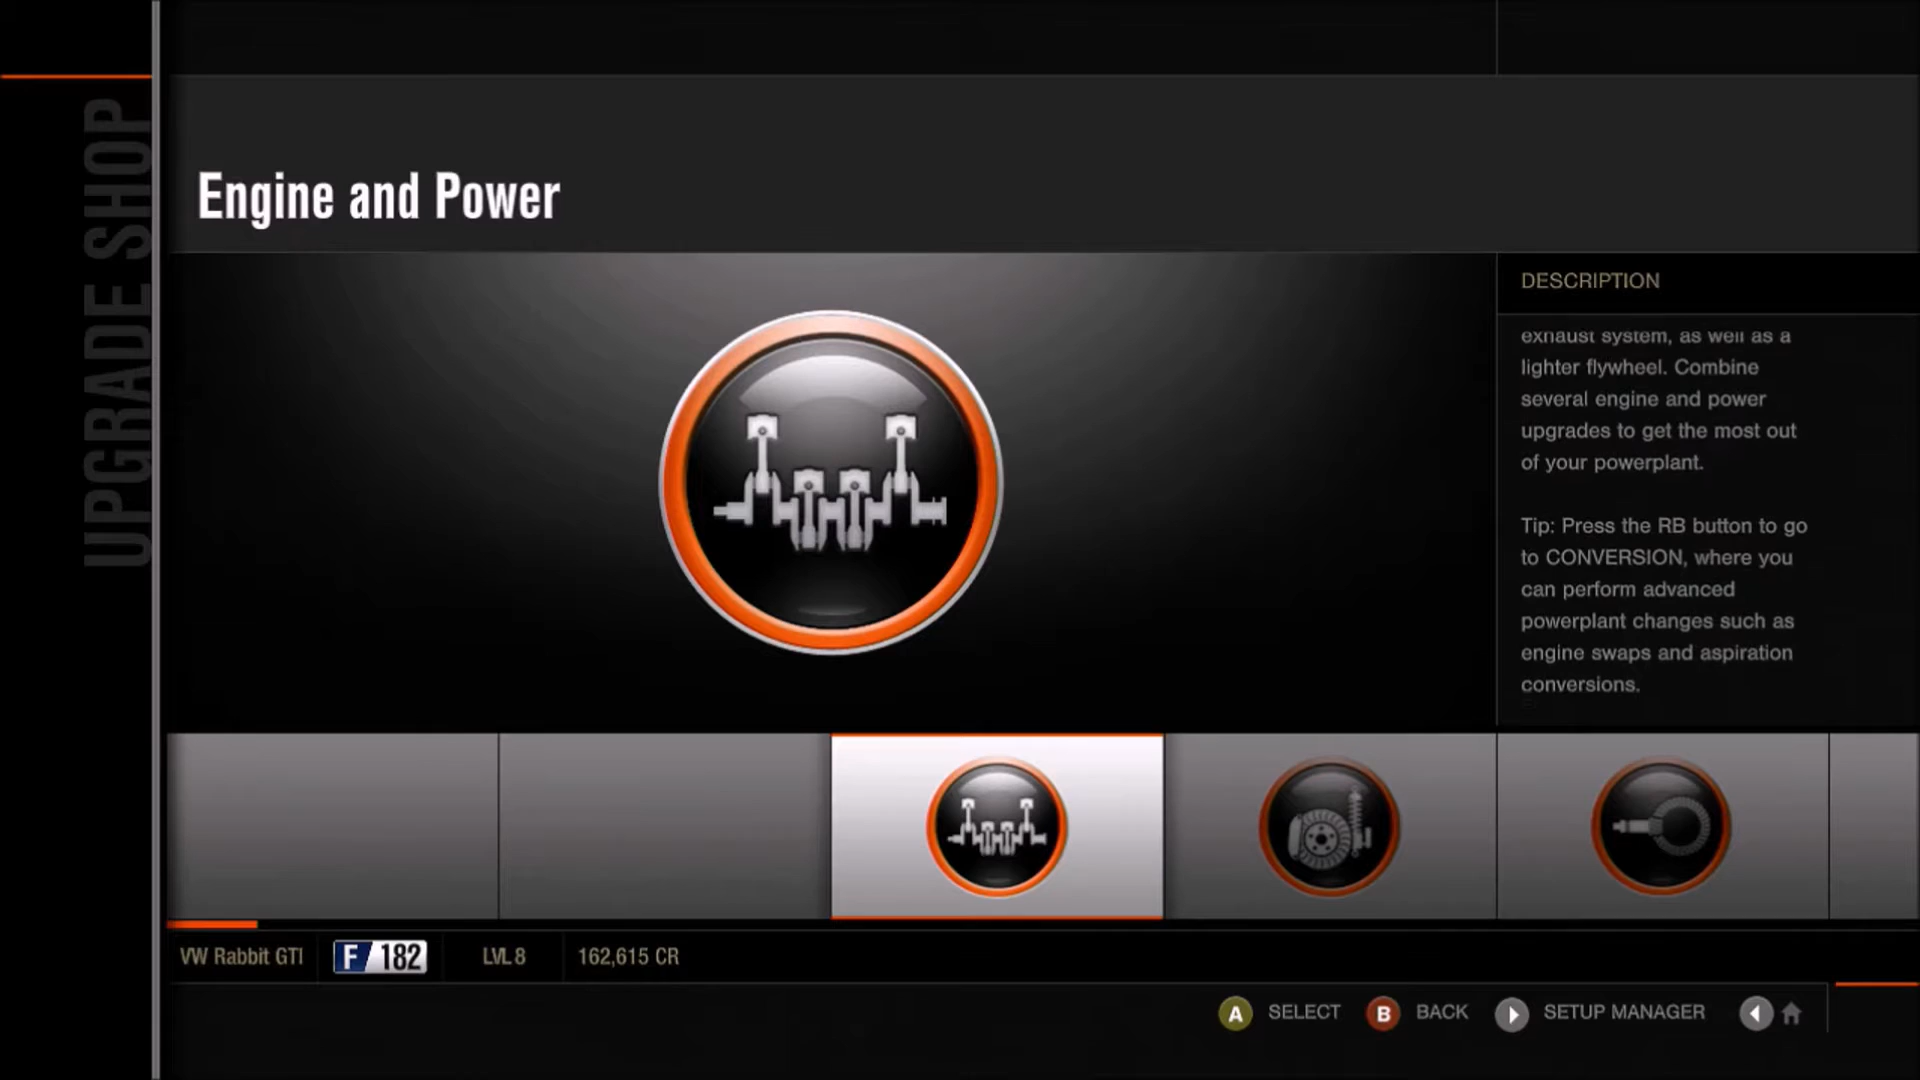 UPGRADE SHOP
Engine and Power
DESCRIPTION
exhaust system, as well as a
lighter flywheel. Combine
several engine and power
upgrades to get the most out
of your powerplant.
Tip: Press the RB button to go
to CONVERSION, where you
can perform advanced
powerplant changes such as
engine swaps and aspiration
conversions.
VW Rabbit GTI F 182 LVL 8 162,615 CR
A SELECT B BACK SETUP MANAGER